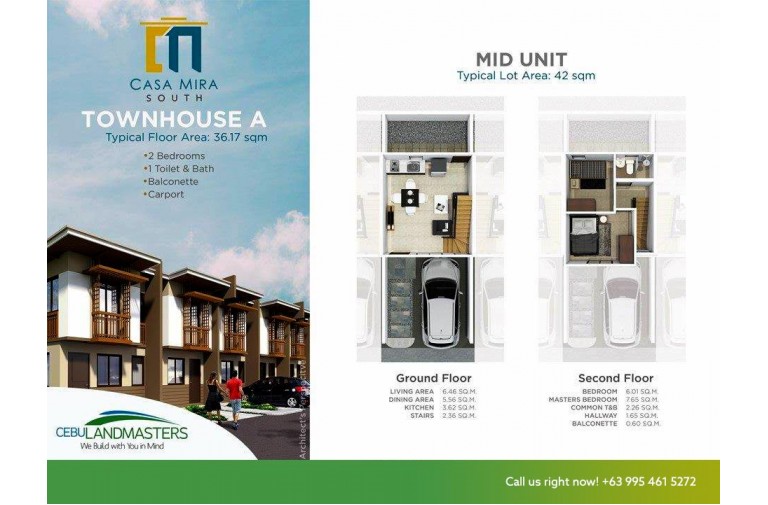 CASA MIRA
SOUTH
TOWNHOUSE A
Typical Floor Area: 36.17 sqm
•2 Bedrooms
•1 Toilet & Bath
•Balconette
•Carport
Architect's Perspective
CEBULANDMASTERS
We Build with You in Mind
MID UNIT
Typical Lot Area: 42 sqm
Ground Floor
LIVING AREA 6.46 SQ.M.
DINING AREA 5.56 SQ.M.
KITCHEN 3.62 SQ.M.
STAIRS 2.36 SQ.M.
Second Floor
BEDROOM 6.01 SQ.M.
MASTERS BEDROOM 7.65 SQ.M.
COMMON T&B 2.26 SQ.M.
HALLWAY 1.65 SQ.M.
BALCONETTE 0.60 SQ.M.
Call us right now! +63 995 461 5272